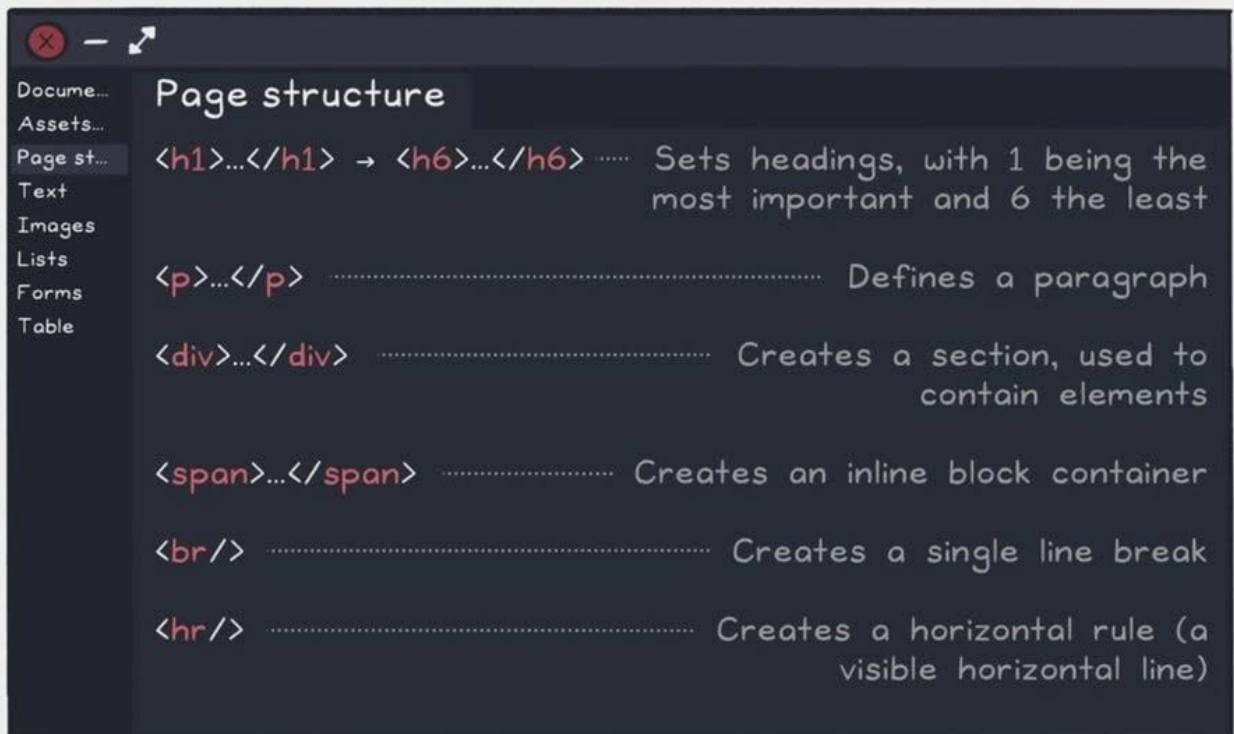 Docume...
Assets...
Page st...
Text
Images
Lists
Forms
Table
Page structure
<h1>...</h1> → <h6>...</h6> ..... Sets headings, with 1 being the
most important and 6 the least
<p>...</p> ..... Defines a paragraph
<div>...</div> ..... Creates a section, used to
contain elements
<span>...</span> ..... Creates an inline block container
<br/> ..... Creates a single line break
<hr/> ..... Creates a horizontal rule (a
visible horizontal line)